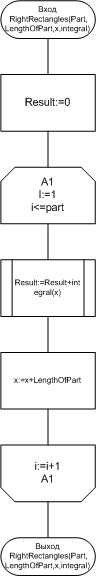 Вход
RightRectangles(Part,
LengthOfPart,x,integral)
Result:=0
A1
I:=1
i<=part
Result:=Result+int
egral(x)
x:=x+LengthOfPart
i:=i+1
A1
Выход
RightRectangles(Part,
LengthOfPart,x,integral)